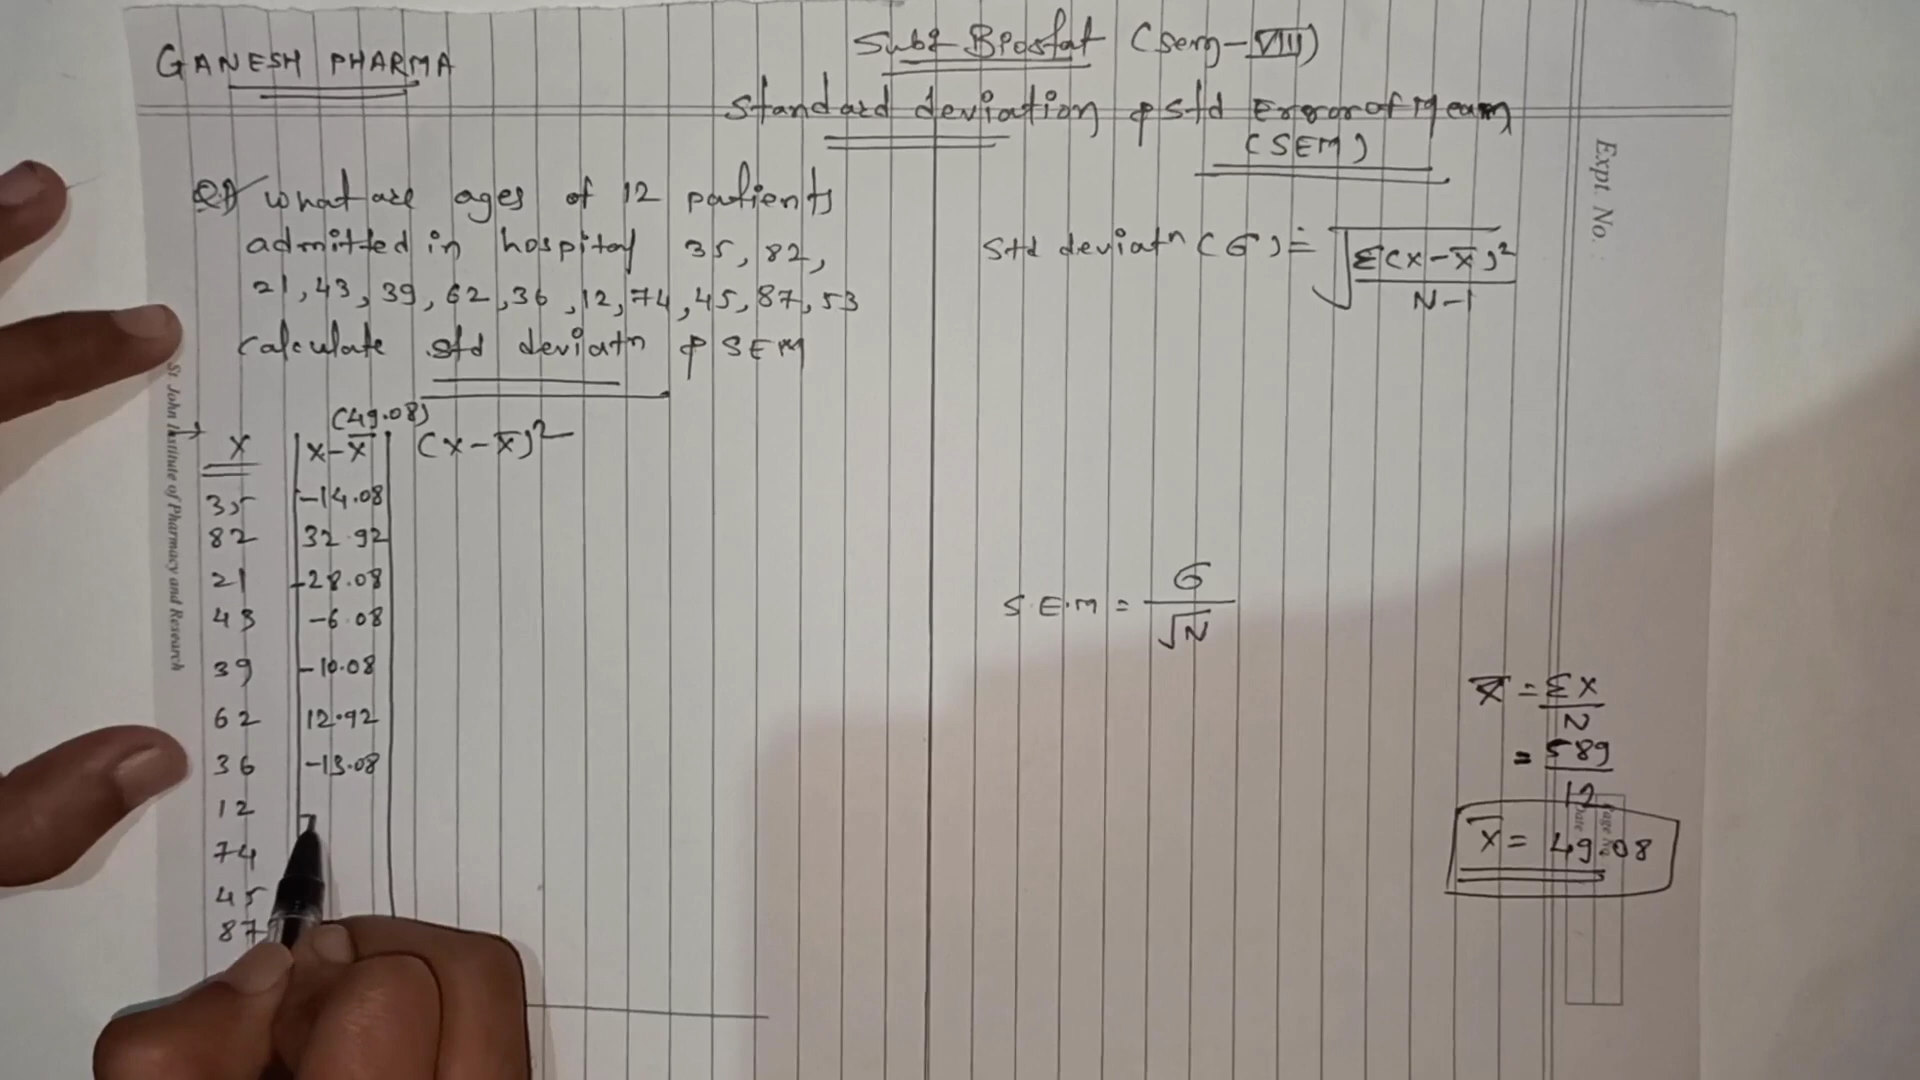 GANESH PHARMA
Sub:- Biostat (Sem-VIII)
Standard deviation & Std Error of Mean
(SEM)
Expt. No.:
Q1) What are ages of 12 patients
admitted in hospital 35, 82,
21, 43, 39, 62, 36, 12, 74, 45, 87, 53
Calculate std deviatn & SEM
Std deviatn (σ) = √Σ(x-x̄)²
N-1
St. John Institute of Pharmacy and Research
(49.08)
x x-x̄ (x-x̄)²
35 -14.08
82 32.92
21 -28.08
43 -6.08
39 -10.08
62 12.92
36 -13.08
12 -
74
45
87
S.E.M = σ
√N
x̄ = Σx
N
= 589
12
Page No.
Date
x̄ = 49.08